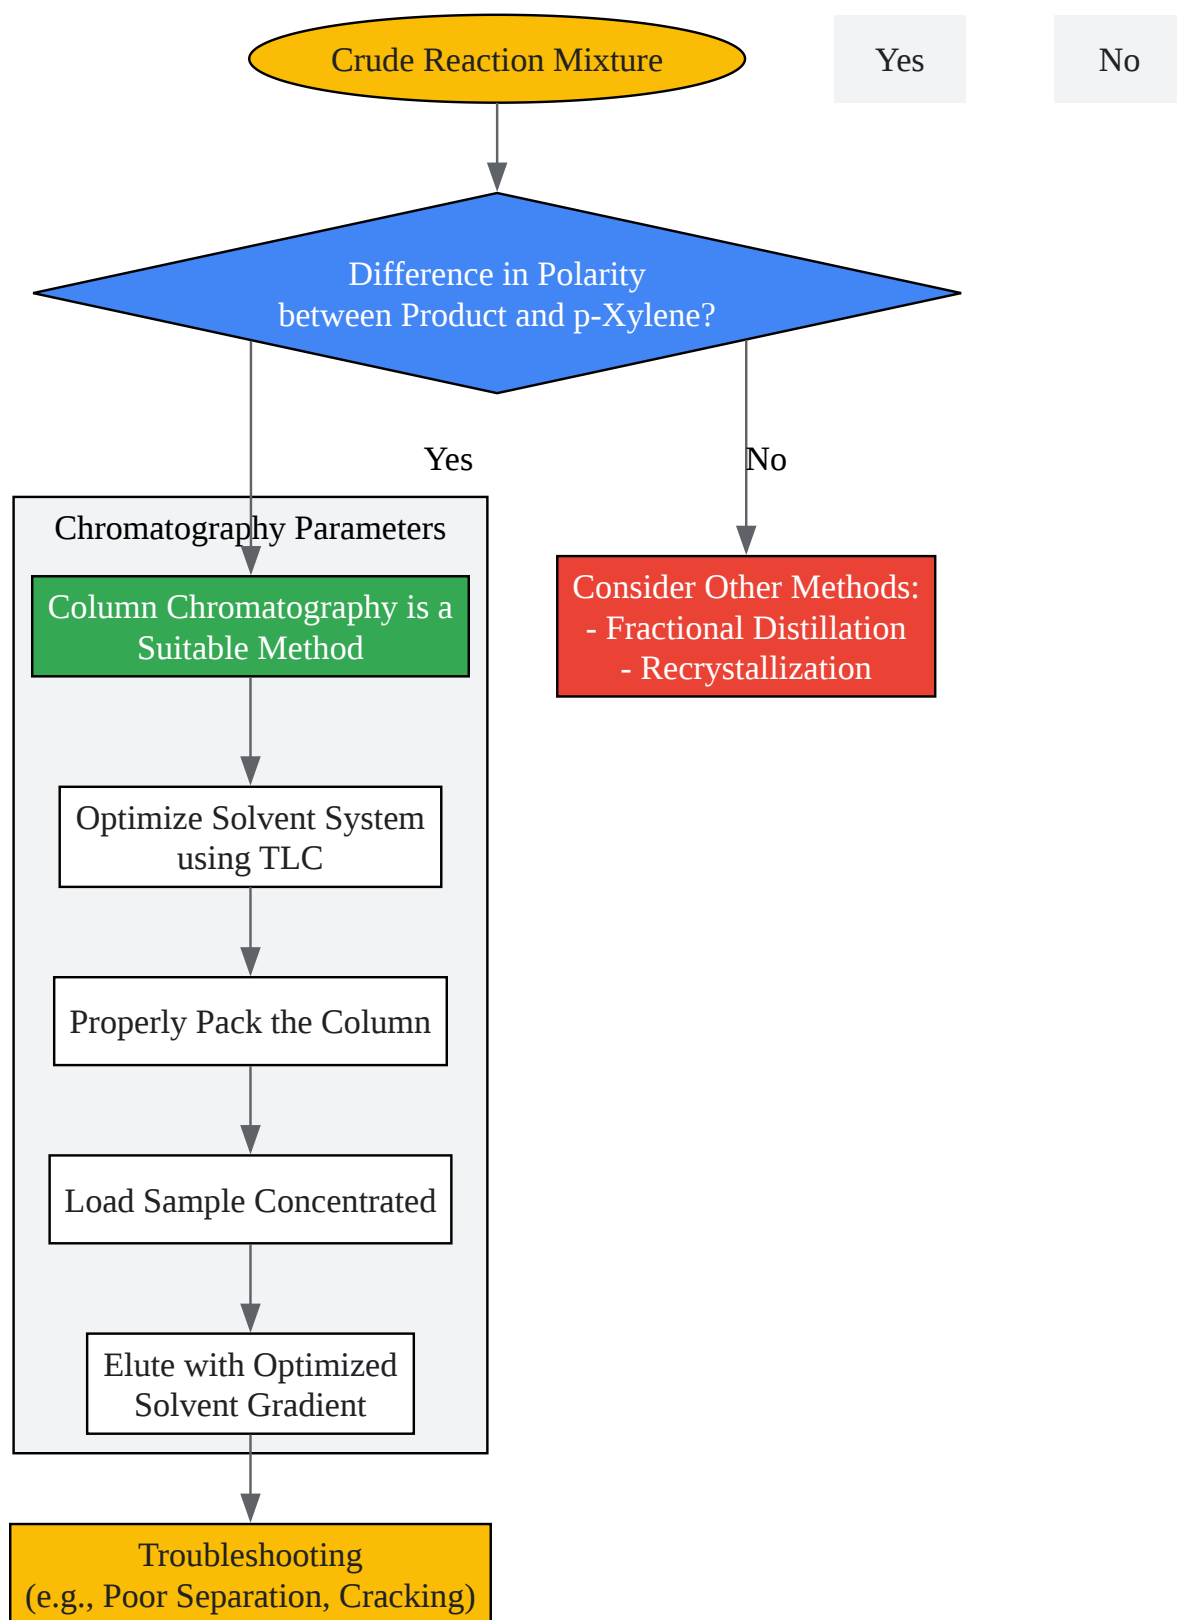 Crude Reaction Mixture
Yes
No
Difference in Polarity
between Product and p-Xylene?
Yes
No
Chromatography Parameters
Column Chromatography is a
Suitable Method
Consider Other Methods:
- Fractional Distillation
- Recrystallization
Optimize Solvent System
using TLC
Properly Pack the Column
Load Sample Concentrated
Elute with Optimized
Solvent Gradient
Troubleshooting
(e.g., Poor Separation, Cracking)